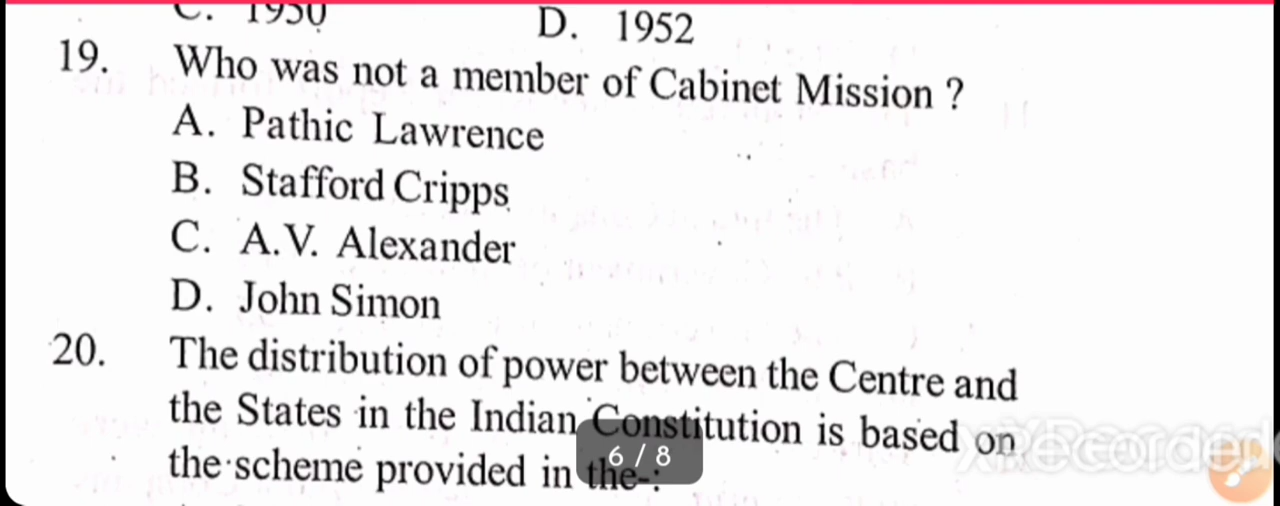 C. 1950 D. 1952
19. Who was not a member of Cabinet Mission ?
A. Pathic Lawrence
B. Stafford Cripps
C. A.V. Alexander
D. John Simon
20. The distribution of power between the Centre and
the States in the Indian Constitution is based on
the scheme provided in the-:
6 / 8
XRecorder